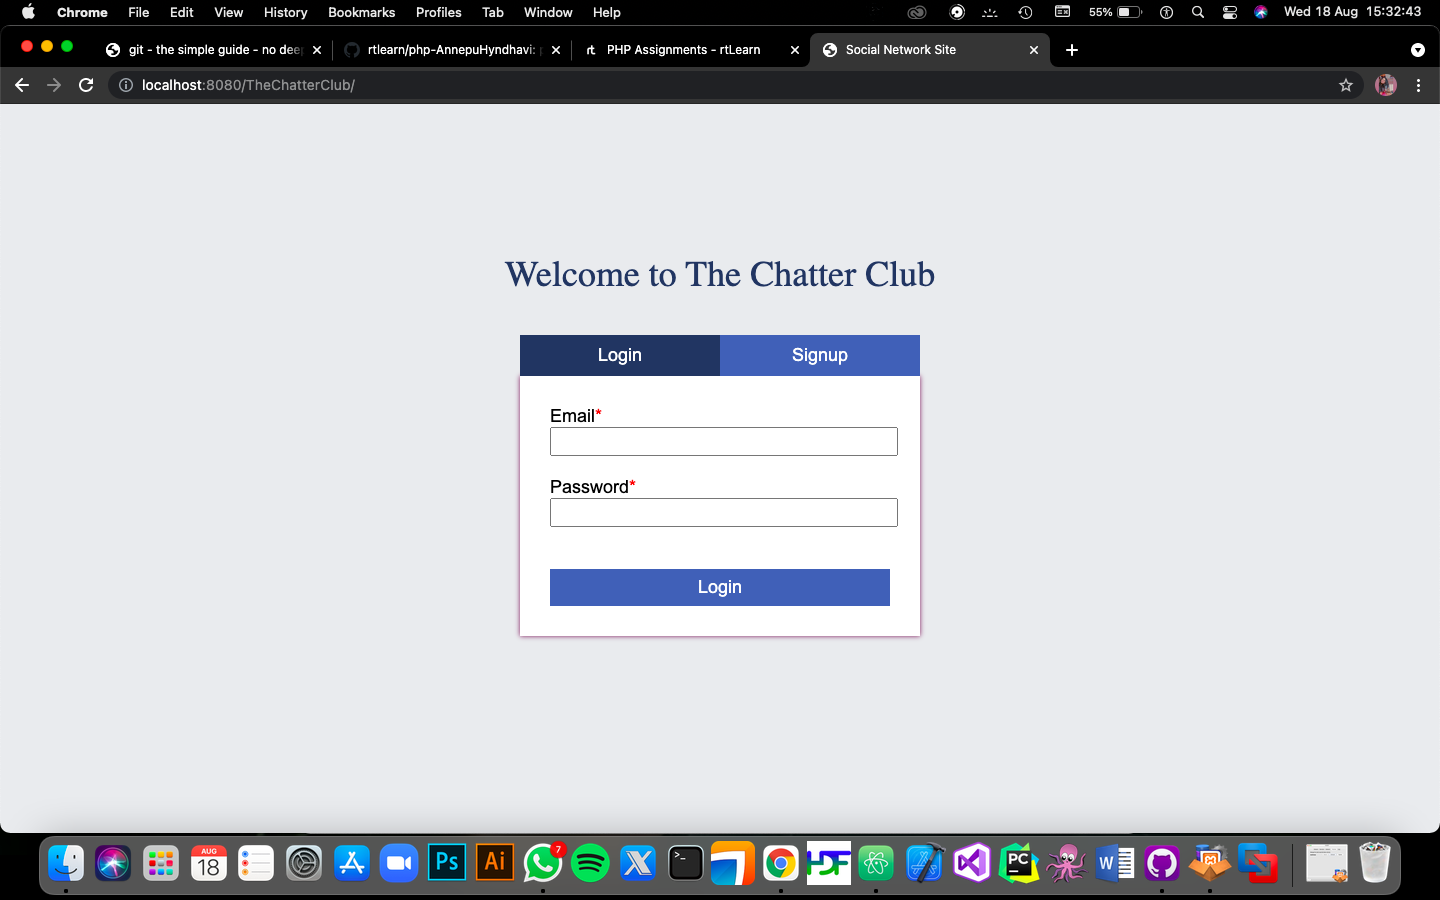 Chrome File Edit View History Bookmarks Profiles Tab Window Help 55% Wed 18 Aug 15:32:43
git - the simple guide - no deep rtlearn/php-AnnepuHyndhavi: rt PHP Assignments - rtLearn Social Network Site
localhost:8080/TheChatterClub/
Welcome to The Chatter Club
Login Signup
Email*
Password*
Login
AUG
18
Ps
Ai
7
PC
W